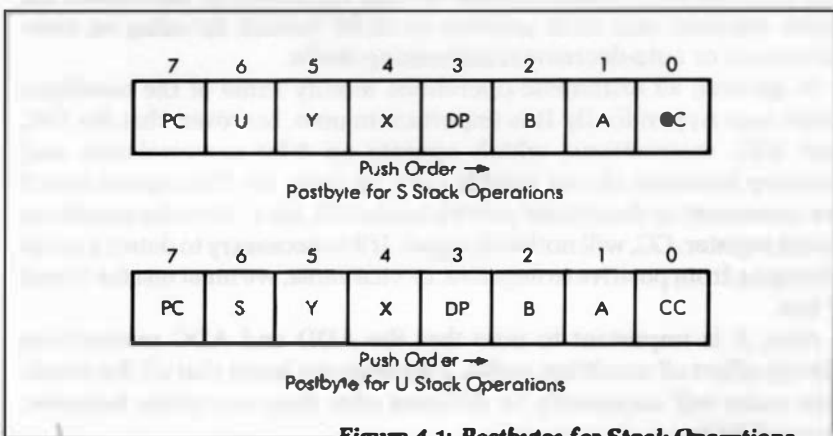 7 6 5 4 3 2 1 0
PC U Y X DP B A CC
Push Order →
Postbyte for S Stack Operations
7 6 5 4 3 2 1 0
PC S Y X DP B A CC
Push Order →
Postbyte for U Stack Operations
Figure 4.1: Postbytes for Stack Operations